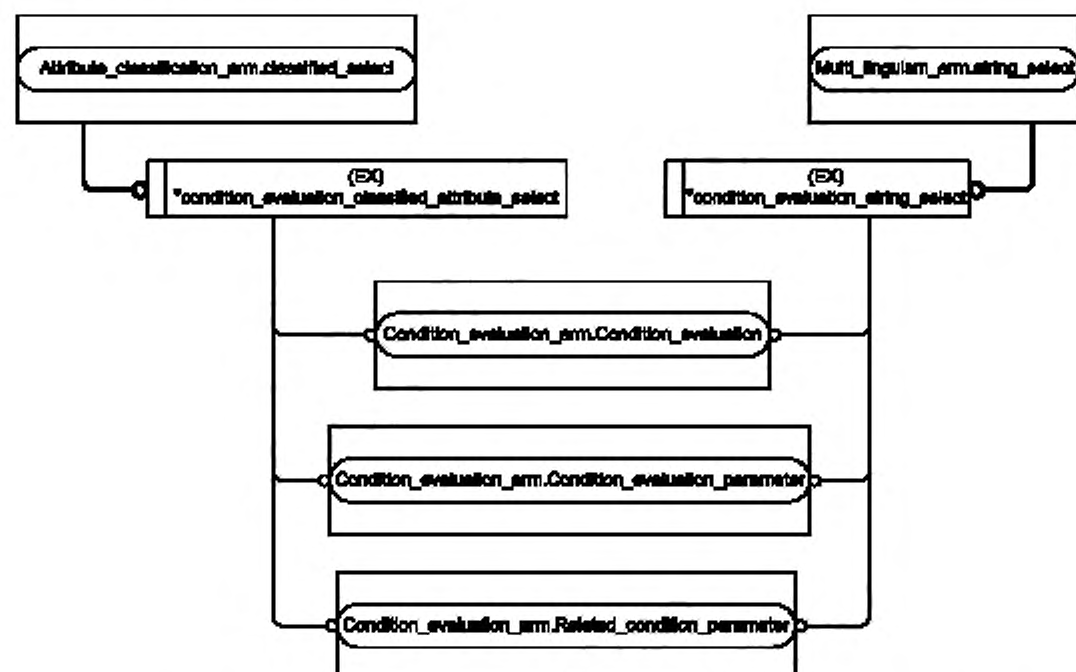 Attribute_classification_arm.classified_select
Multi_linguism_arm.string_select
(EX)
*condition_evaluation_classified_attribute_select
(EX)
*condition_evaluation_string_select
Condition_evaluation_arm.Condition_evaluation
Condition_evaluation_arm.Condition_evaluation_parameter
Condition_evaluation_arm.Related_condition_parameter